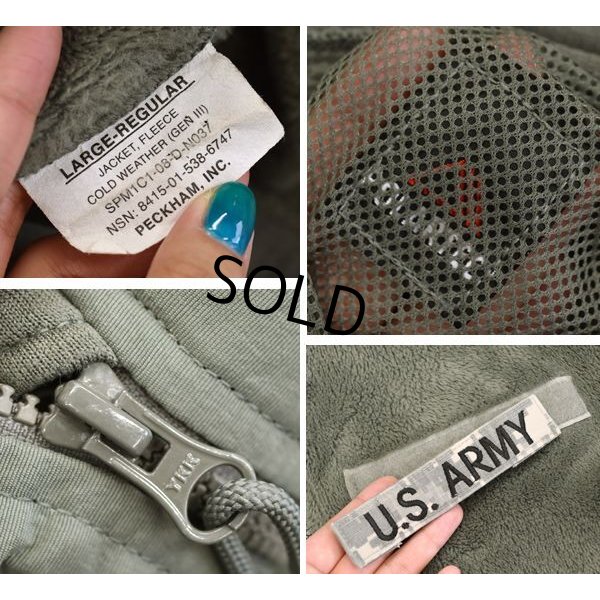 LARGE-REGULAR
JACKET, FLEECE
COLD WEATHER (GEN III)
SPM1C1-08-D-N037
NSN: 8415-01-538-6747
PECKHAM, INC.
SOLD
YKK
U.S. ARMY